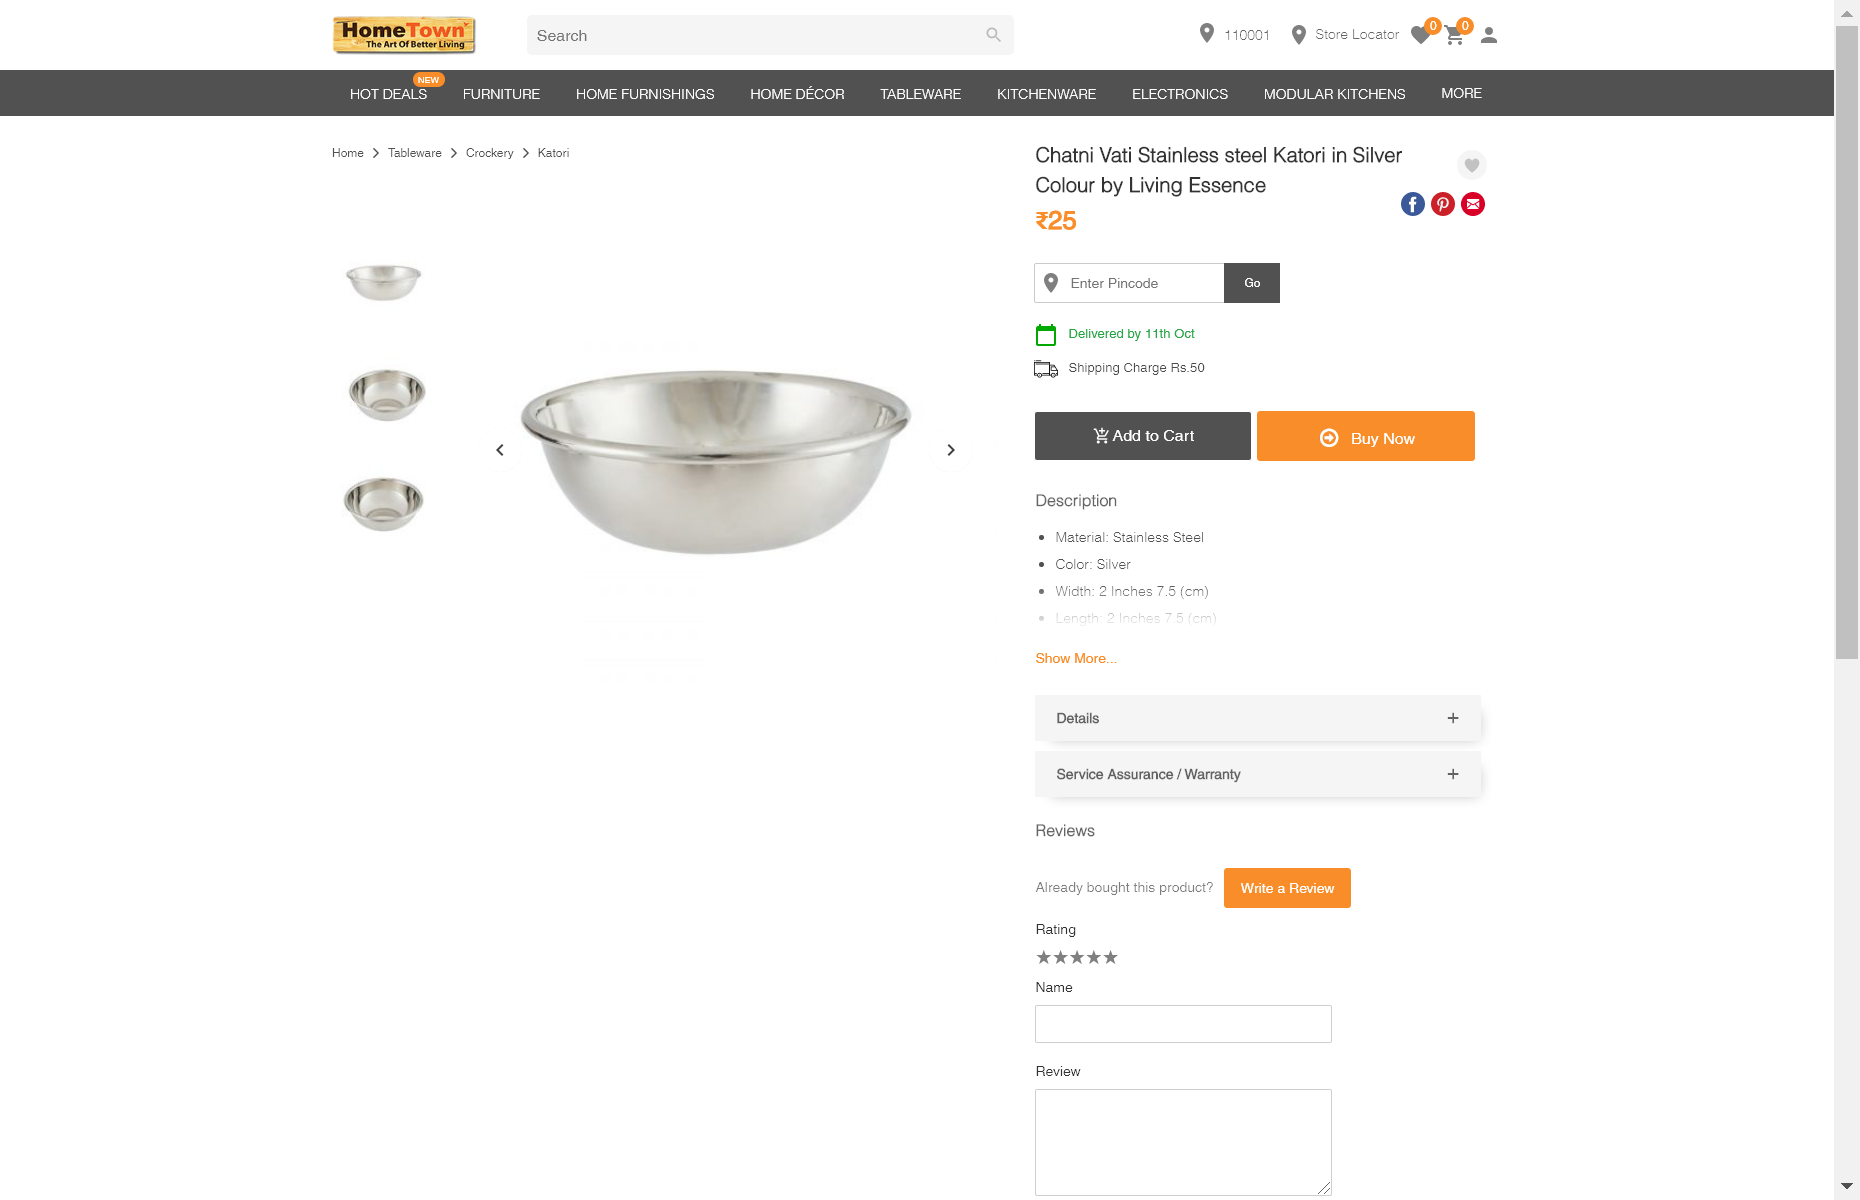 HomeTown
The Art Of Better Living
Search
110001
Store Locator
0
0
NEW
HOT DEALS
FURNITURE
HOME FURNISHINGS
HOME DÉCOR
TABLEWARE
KITCHENWARE
ELECTRONICS
MODULAR KITCHENS
MORE
Home > Tableware > Crockery > Katori
Chatni Vati Stainless steel Katori in Silver
Colour by Living Essence
₹25
Enter Pincode
Go
Delivered by 11th Oct
Shipping Charge Rs.50
Add to Cart
Buy Now
Description
• Material: Stainless Steel
• Color: Silver
• Width: 2 Inches 7.5 (cm)
• Length: 2 Inches 7.5 (cm)
Show More...
Details +
Service Assurance / Warranty +
Reviews
Already bought this product?
Write a Review
Rating
★★★★★
Name
Review